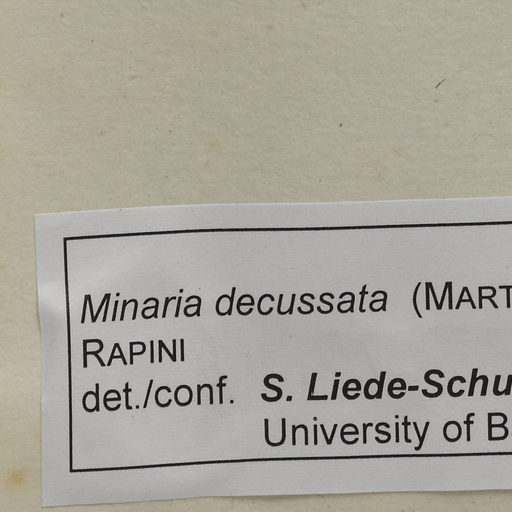 Minaria decussata (MART
RAPINI
det./conf. S. Liede-Schu
University of B